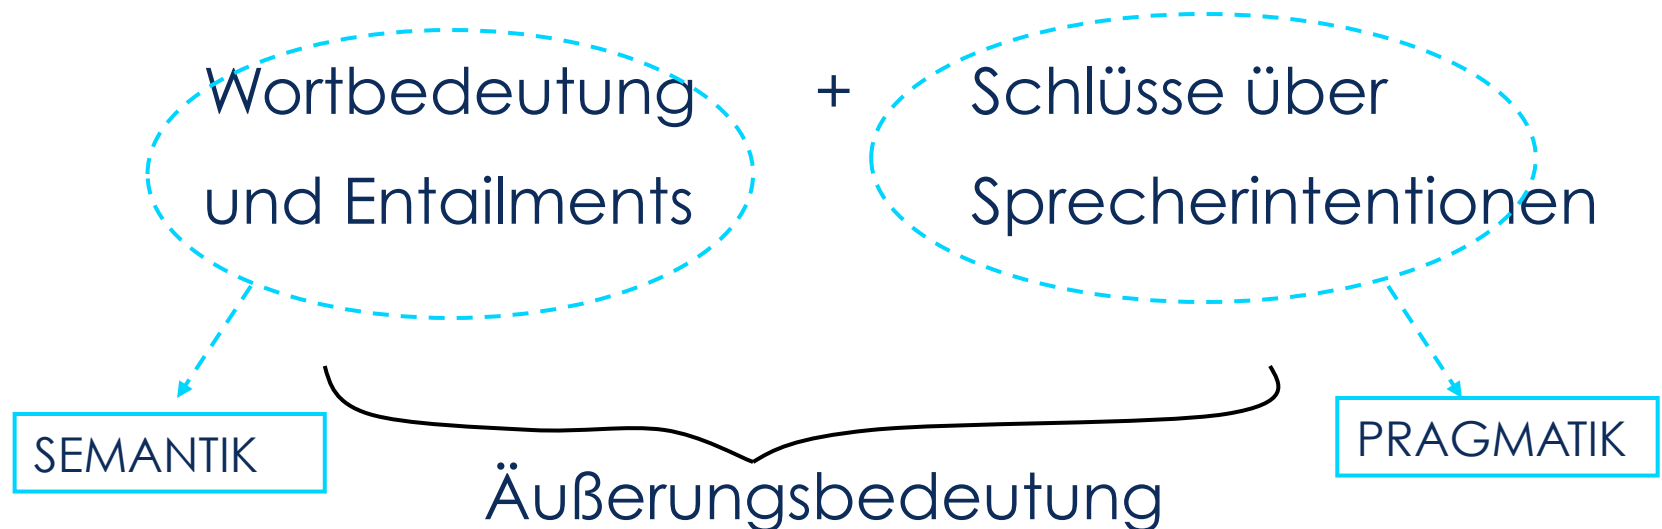 Wortbedeutung + Schlüsse über
und Entailments Sprecherintentionen
SEMANTIK PRAGMATIK
Äußerungsbedeutung